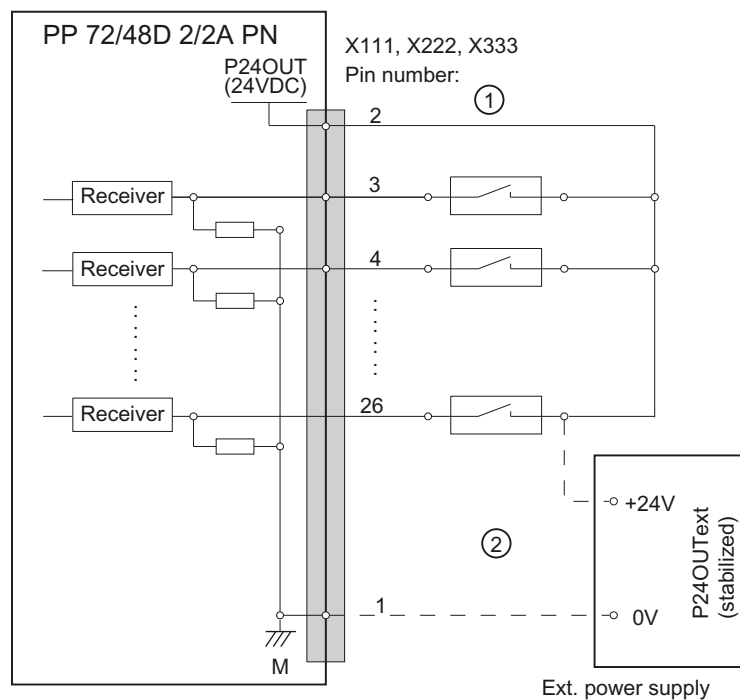 PP 72/48D 2/2A PN
P24OUT
(24VDC)
X111, X222, X333
Pin number:
1
2
Receiver
3
Receiver
4
Receiver
26
+24V
P24OUText
(stabilized)
2
1
0V
M
Ext. power supply